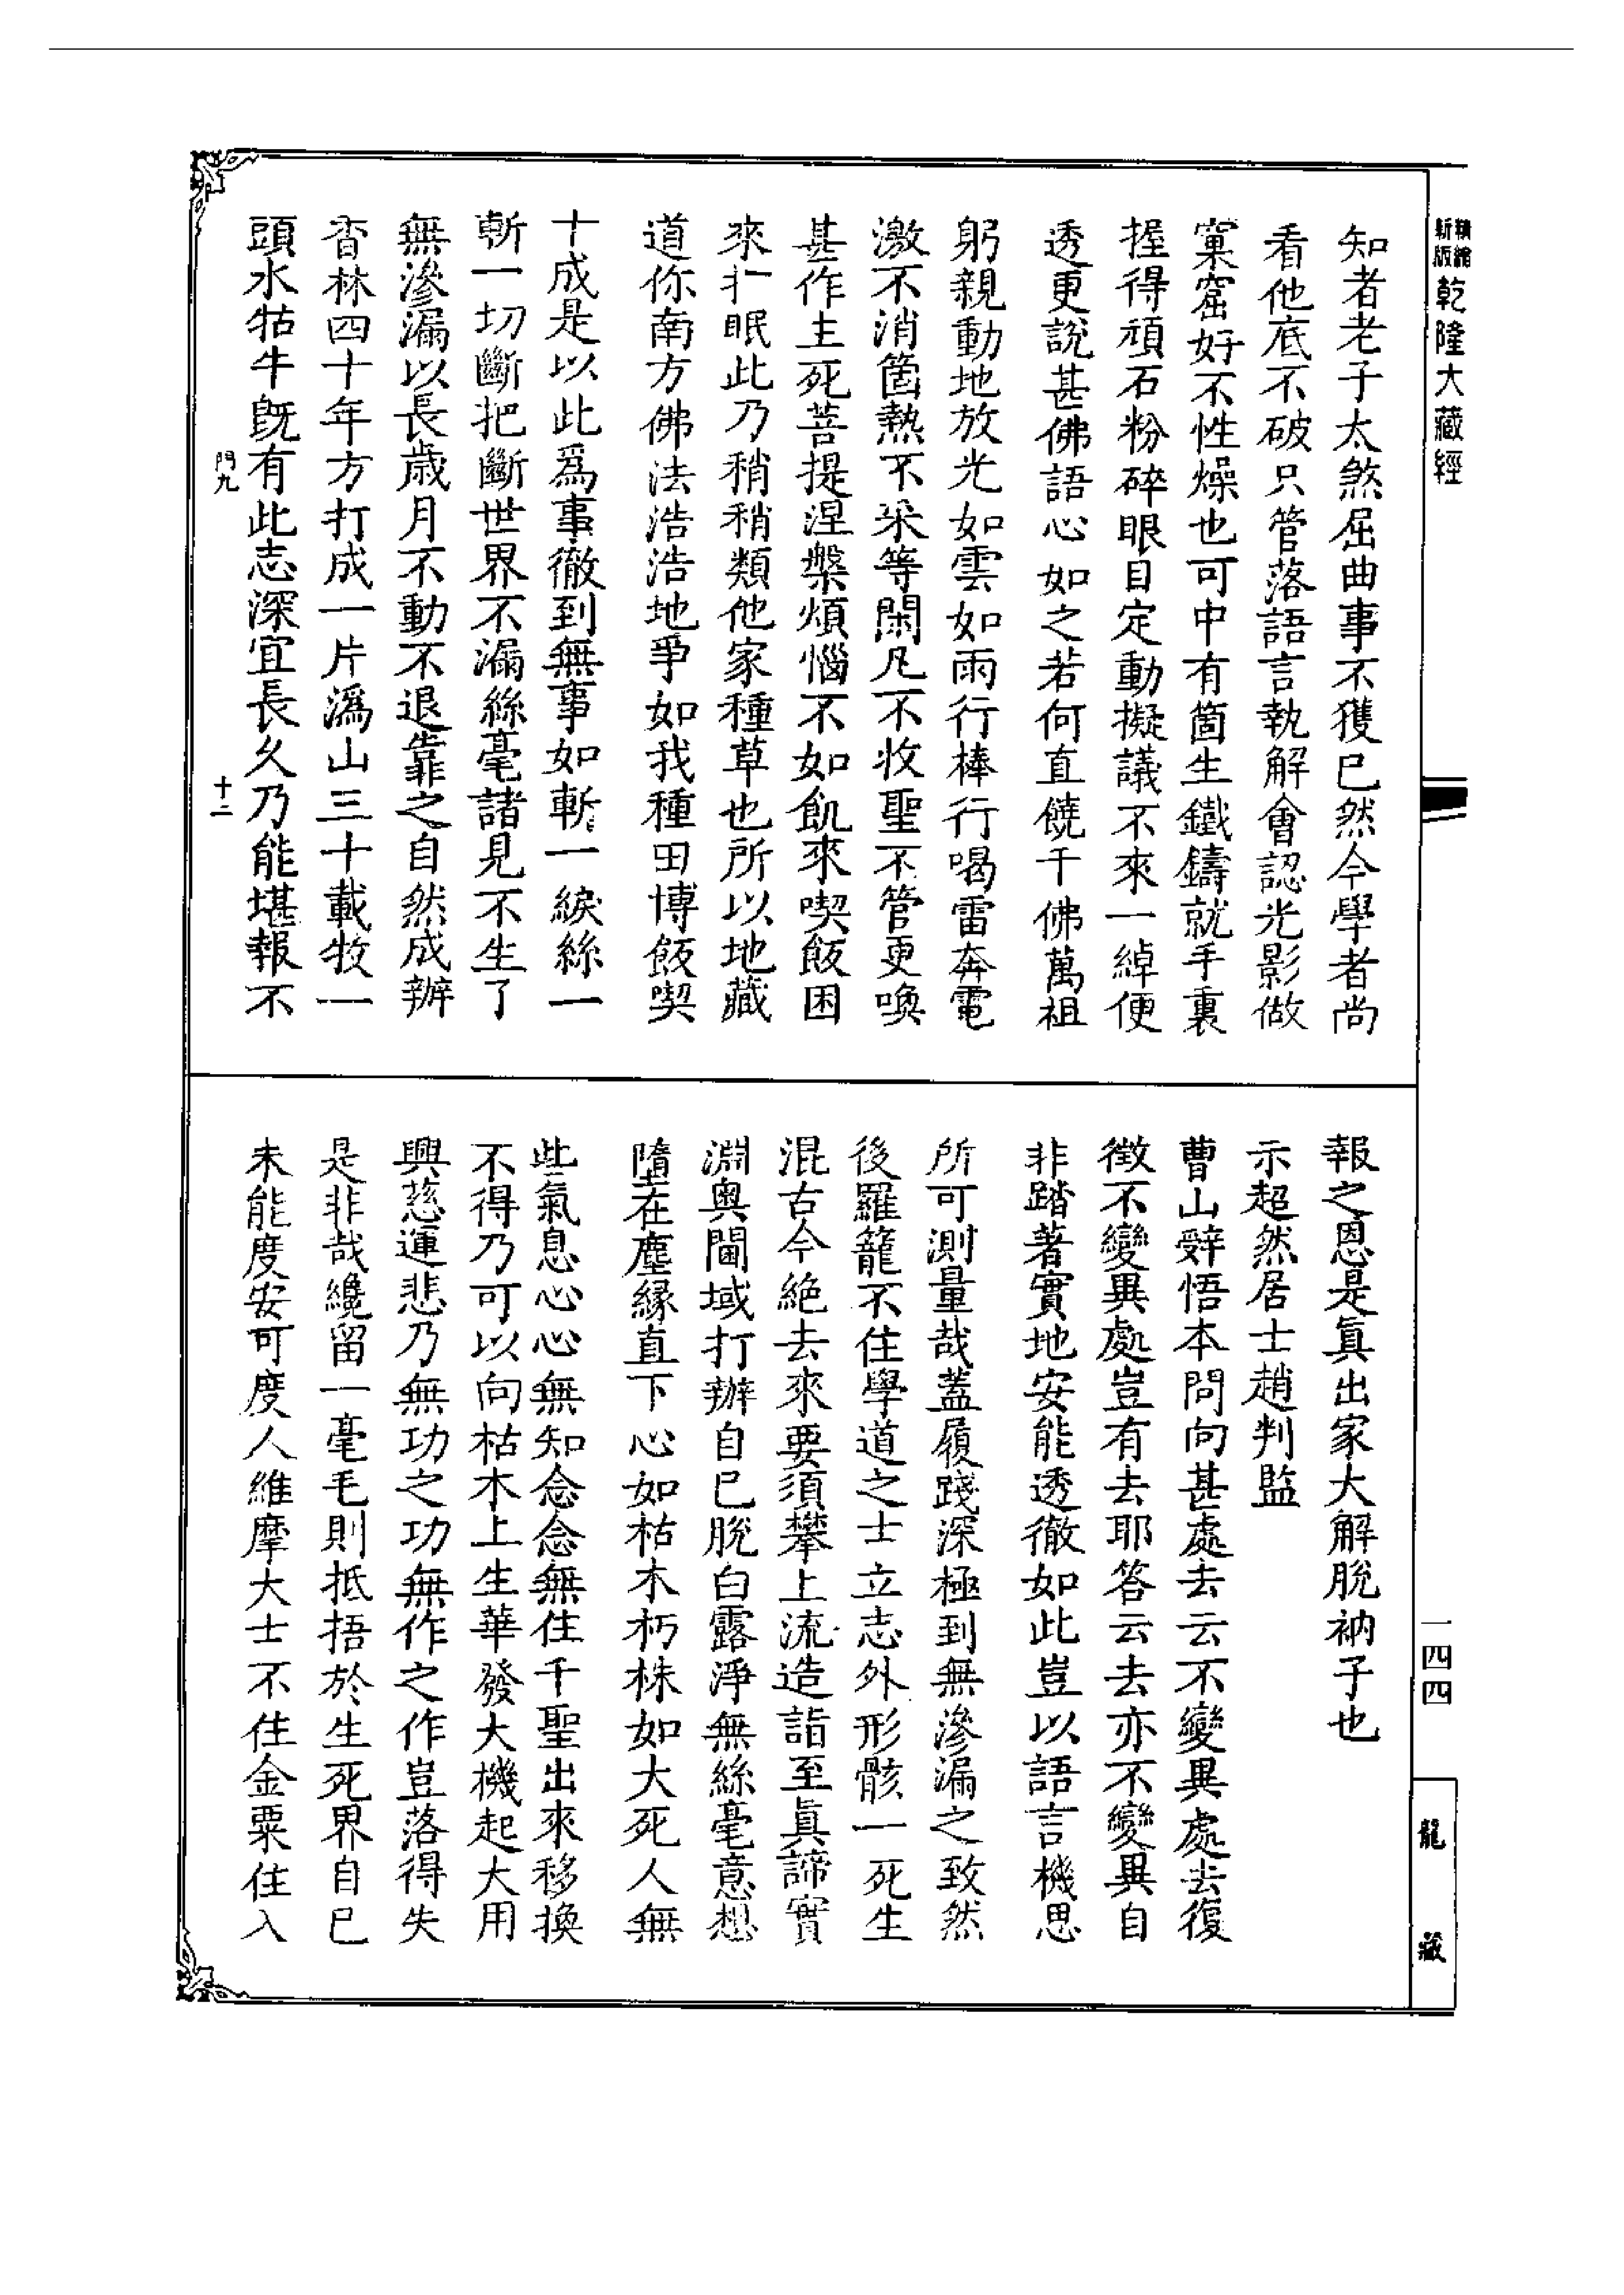 精繕
新版
乾隆大藏經
知者老子太煞屈曲事不獲已然今學者尚
看他底不破只管落語言執解會認光影做
窠窟好不性燥也可中有箇生鐵鑄就手裏
握得頑石粉碎眼目定動擬議不來一綽便
透更說甚佛語心如之若何直饒千佛萬祖
躬親動地放光如雲如雨行棒行喝雷奔電
激不消箇熱不采等閑凡不收聖不管更喚
甚作主死菩提涅槃煩惱不如飢來喫飯困
來打眠此乃稍稍類他家種草也所以地藏
道你南方佛法浩浩地爭如我種田博飯喫
十成是以此爲事徹到無事如斬一綟絲一
斬一切斷把斷世界不漏絲毫諸見不生了
無滲漏以長歲月不動不退靠之自然成辦
香林四十年方打成一片溈山三十載牧一
頭水牯牛旣有此志深宜長久乃能堪報不
門九
十二
報之恩是眞出家大解脫衲子也
示超然居士趙判監
曹山辭悟本問向甚處去云不變異處去復
徵不變異處豈有去耶答云去亦不變異自
非踏著實地安能透徹如此豈以語言機思
所可測量哉蓋履踐深極到無滲漏之致然
後羅籠不住學道之士立志外形骸一死生
混古今絶去來要須攀上流造詣至眞諦實
淵奧閫域打辦自已脫白露淨無絲毫意想
墮在塵緣直下心如枯木朽株如大死人無
些氣息心心無知念念無住千聖出來移換
不得乃可以向枯木上生華發大機起大用
興慈運悲乃無功之功無作之作豈落得失
是非哉纔留一毫毛則抵捂於生死界自已
未能度安可度人維摩大士不住金粟住入
一四四
龍藏